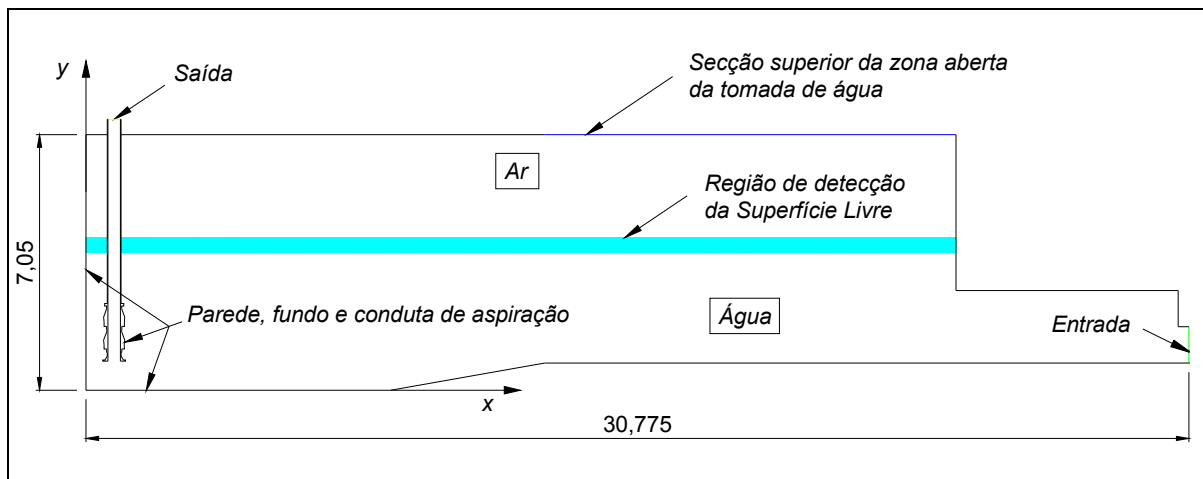 y
Saída
Secção superior da zona aberta
da tomada de água
Ar
Região de detecção
da Superfície Livre
7,05
Parede, fundo e conduta de aspiração
Água
Entrada
x
30,775